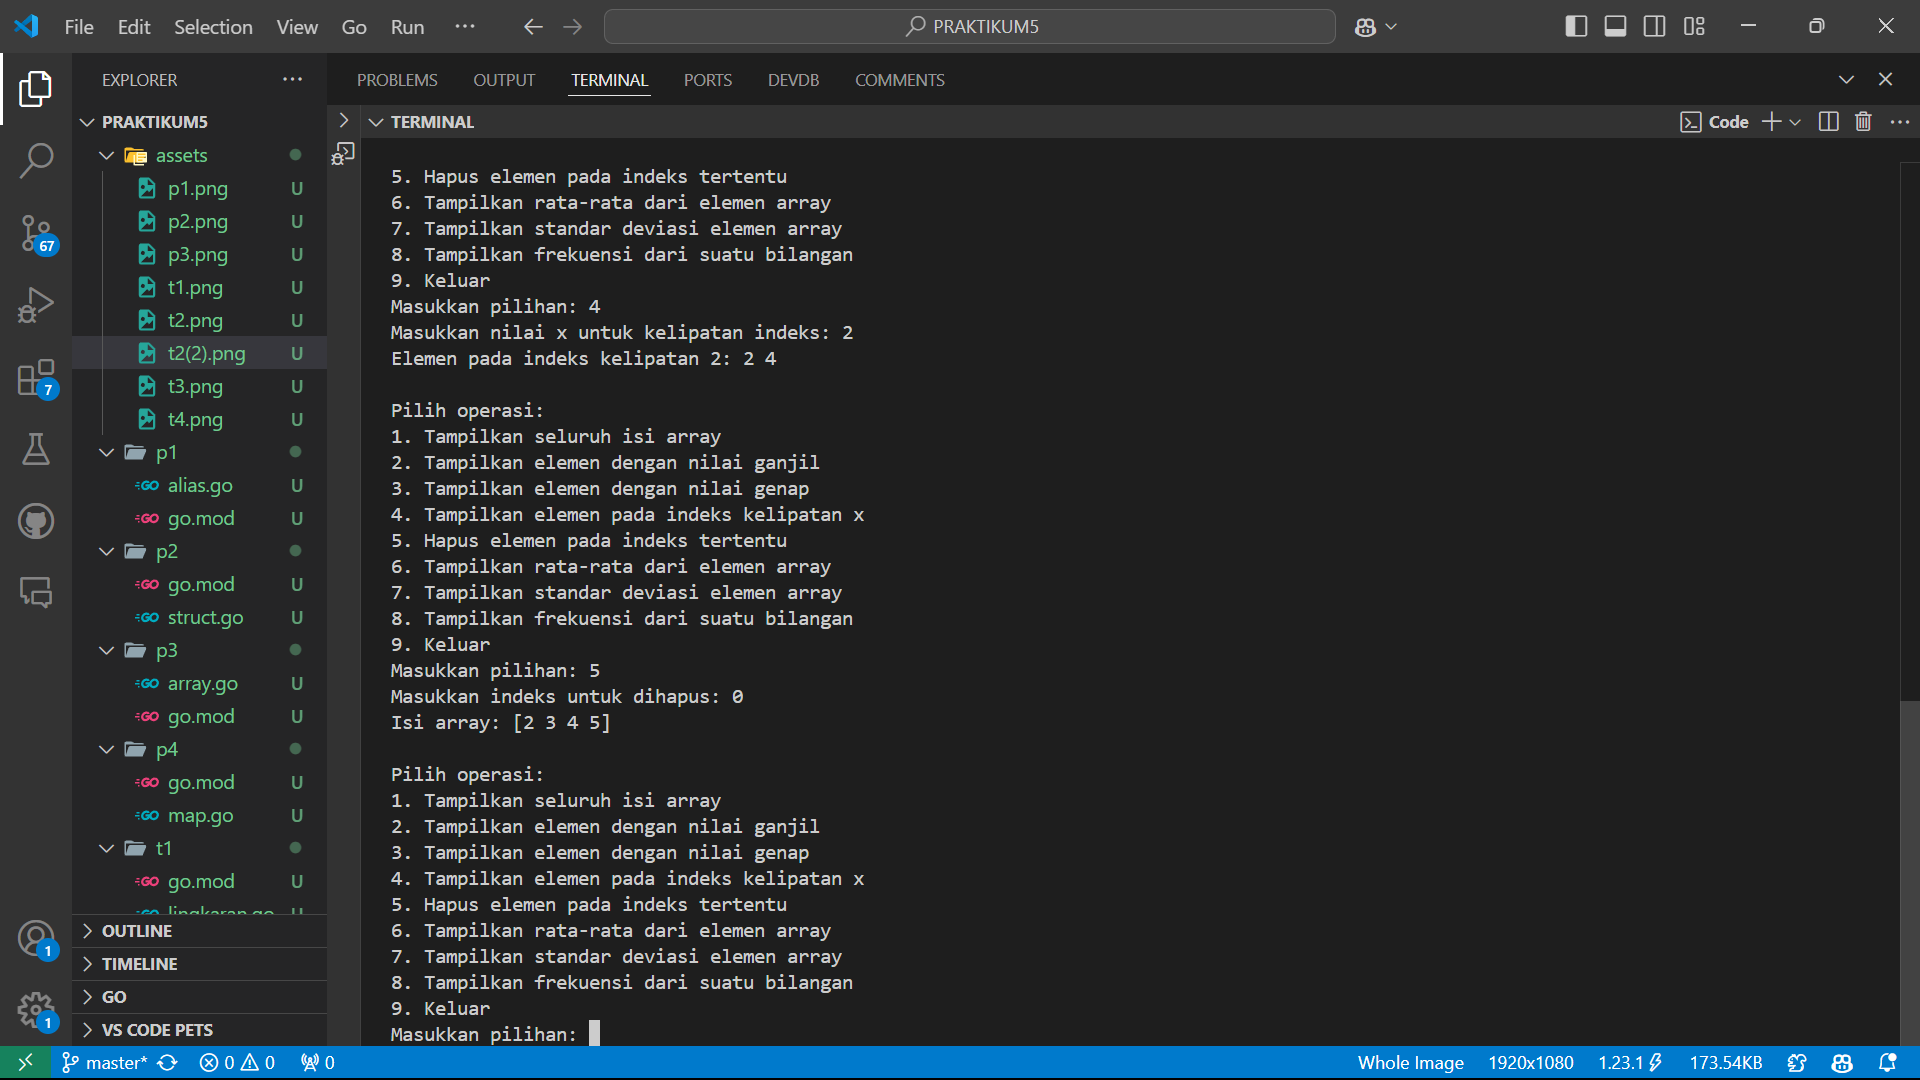 File Edit Selection View Go Run ··· PRAKTIKUM5
EXPLORER ···
PRAKTIKUM5
assets
p1.png U
p2.png U
p3.png U
t1.png U
t2.png U
t2(2).png U
t3.png U
t4.png U
p1
alias.go U
go.mod U
p2
go.mod U
struct.go U
p3
array.go U
go.mod U
p4
go.mod U
map.go U
t1
go.mod U
lingkaran.go U
OUTLINE
TIMELINE
GO
VS CODE PETS
67
7
1
1
PROBLEMS OUTPUT TERMINAL PORTS DEVDB COMMENTS
TERMINAL Code
5. Hapus elemen pada indeks tertentu
6. Tampilkan rata-rata dari elemen array
7. Tampilkan standar deviasi elemen array
8. Tampilkan frekuensi dari suatu bilangan
9. Keluar
Masukkan pilihan: 4
Masukkan nilai x untuk kelipatan indeks: 2
Elemen pada indeks kelipatan 2: 2 4
Pilih operasi:
1. Tampilkan seluruh isi array
2. Tampilkan elemen dengan nilai ganjil
3. Tampilkan elemen dengan nilai genap
4. Tampilkan elemen pada indeks kelipatan x
5. Hapus elemen pada indeks tertentu
6. Tampilkan rata-rata dari elemen array
7. Tampilkan standar deviasi elemen array
8. Tampilkan frekuensi dari suatu bilangan
9. Keluar
Masukkan pilihan: 5
Masukkan indeks untuk dihapus: 0
Isi array: [2 3 4 5]
Pilih operasi:
1. Tampilkan seluruh isi array
2. Tampilkan elemen dengan nilai ganjil
3. Tampilkan elemen dengan nilai genap
4. Tampilkan elemen pada indeks kelipatan x
5. Hapus elemen pada indeks tertentu
6. Tampilkan rata-rata dari elemen array
7. Tampilkan standar deviasi elemen array
8. Tampilkan frekuensi dari suatu bilangan
9. Keluar
Masukkan pilihan:
master* 0 0 0 Whole Image 1920x1080 1.23.1 173.54KB